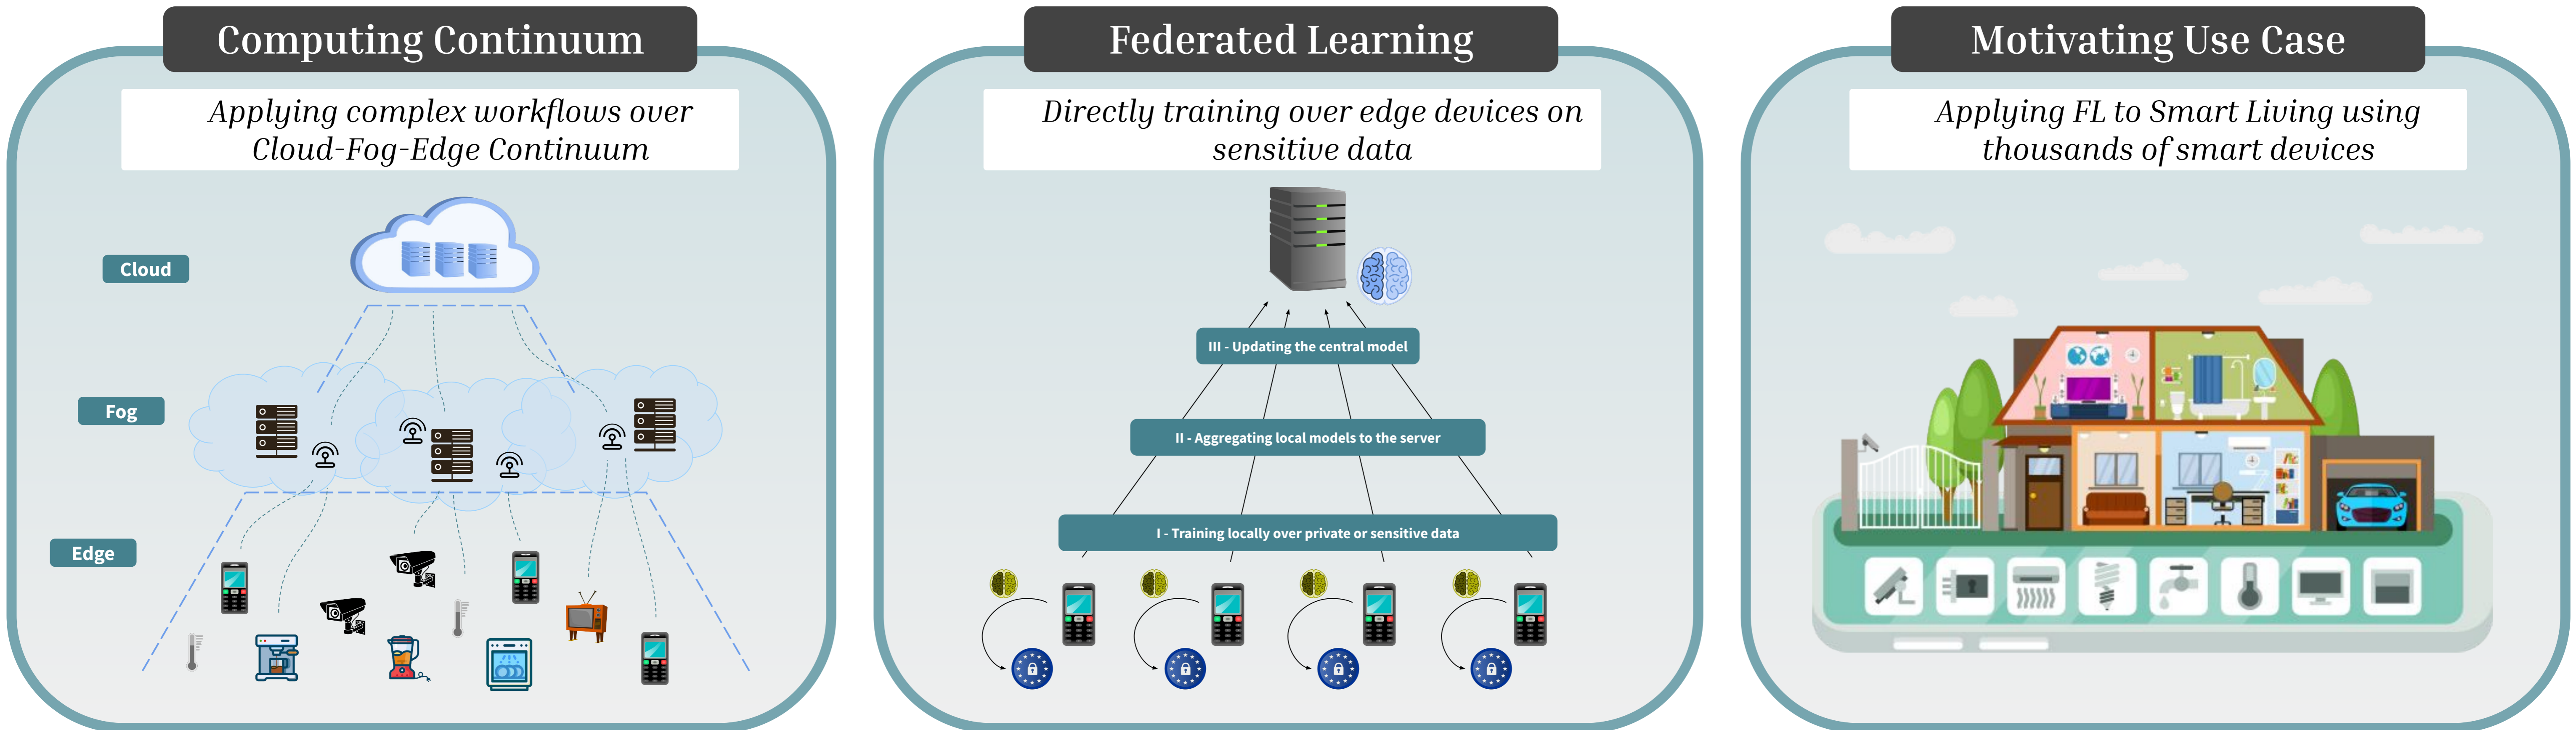 Computing Continuum
Applying complex workflows over
Cloud-Fog-Edge Continuum
Cloud
Fog
Edge
Federated Learning
Directly training over edge devices on
sensitive data
III - Updating the central model
II - Aggregating local models to the server
I - Training locally over private or sensitive data
Motivating Use Case
Applying FL to Smart Living using
thousands of smart devices